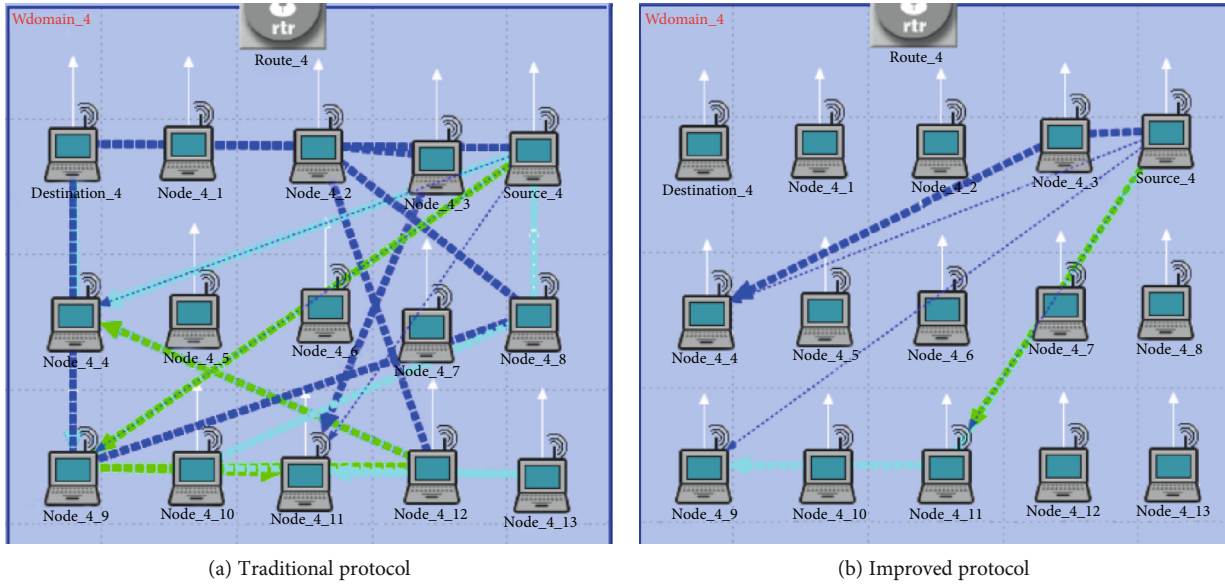 Wdomain_4
T
rtr
Route_4
Destination_4
Node_4_1
Node_4_2
Node_4_3
Source_4
Node_4_4
Node_4_5
Node_4_6
Node_4_7
Node_4_8
Node_4_9
Node_4_10
Node_4_11
Node_4_12
Node_4_13
(a) Traditional protocol
Wdomain_4
T
rtr
Route_4
Destination_4
Node_4_1
Node_4_2
Node_4_3
Source_4
Node_4_4
Node_4_5
Node_4_6
Node_4_7
Node_4_8
Node_4_9
Node_4_10
Node_4_11
Node_4_12
Node_4_13
(b) Improved protocol